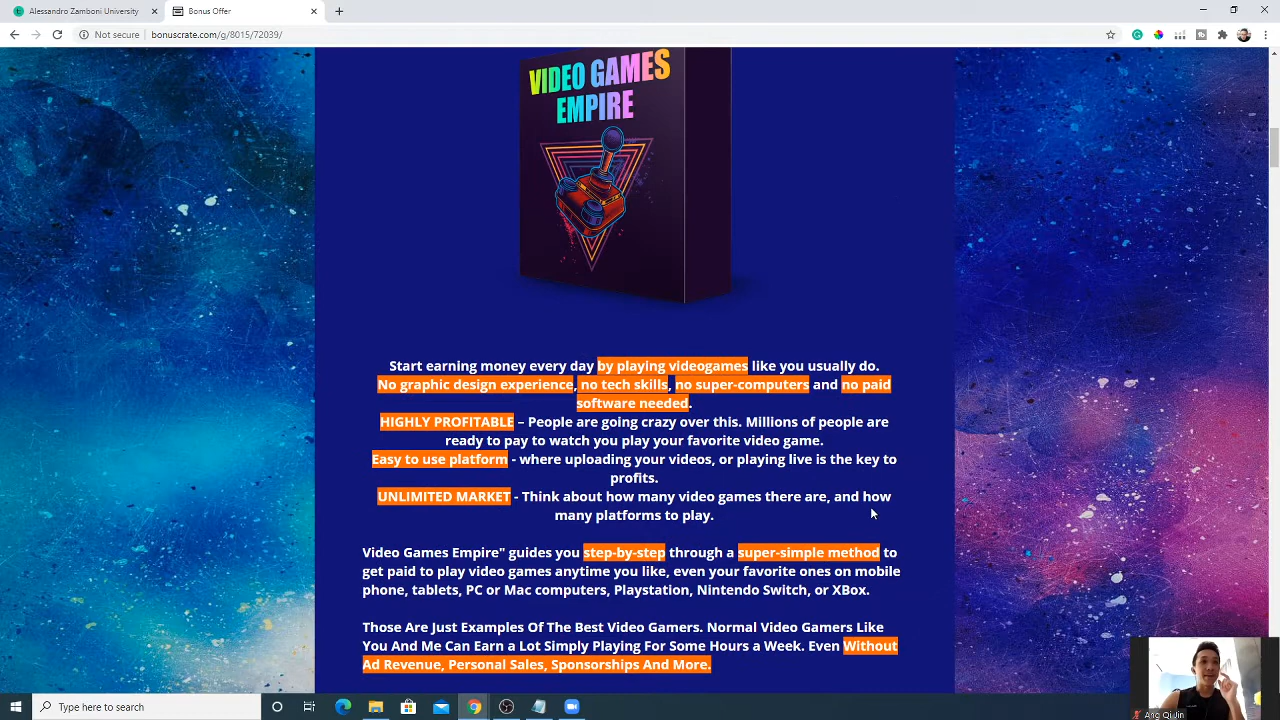 Alessandro Zamboni University
Bonus Offer
Not secure
bonuscrate.com/g/8015/72039/
VIDEO GAMES
EMPIRE
Start earning money every day by playing videogames like you usually do.
No graphic design experience, no tech skills, no super-computers and no paid
software needed.
HIGHLY PROFITABLE – People are going crazy over this. Millions of people are
ready to pay to watch you play your favorite video game.
Easy to use platform - where uploading your videos, or playing live is the key to
profits.
UNLIMITED MARKET - Think about how many video games there are, and how
many platforms to play.
Video Games Empire" guides you step-by-step through a super-simple method to
get paid to play video games anytime you like, even your favorite ones on mobile
phone, tablets, PC or Mac computers, Playstation, Nintendo Switch, or XBox.
Those Are Just Examples Of The Best Video Gamers. Normal Video Gamers Like
You And Me Can Earn a Lot Simply Playing For Some Hours a Week. Even Without
Ad Revenue, Personal Sales, Sponsorships And More.
Type here to search
Ang Qijun